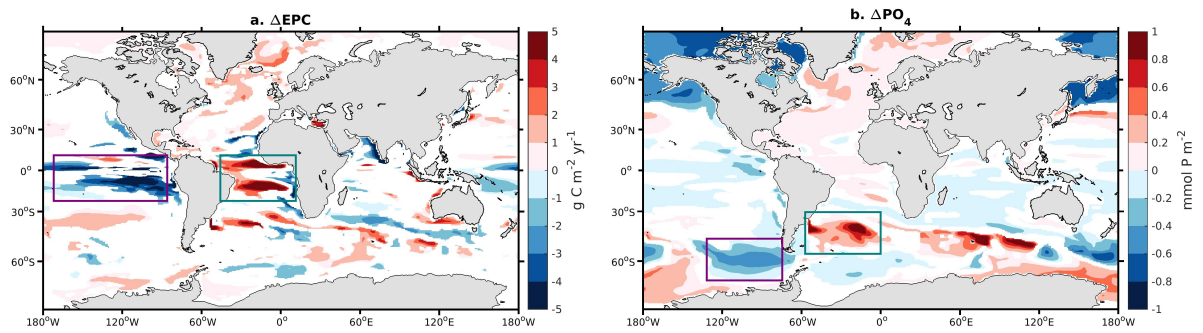 a. ΔEPC
60°N
30°N
0°
30°S
60°S
180°W 120°W 60°W 0° 60°E 120°E 180°W
5
4
3
2
1
0
-1
-2
-3
-4
-5
g C m⁻² yr⁻¹
b. ΔPO₄
60°N
30°N
0°
30°S
60°S
180°W 120°W 60°W 0° 60°E 120°E 180°W
1
0.8
0.6
0.4
0.2
0
-0.2
-0.4
-0.6
-0.8
-1
mmol P m⁻²